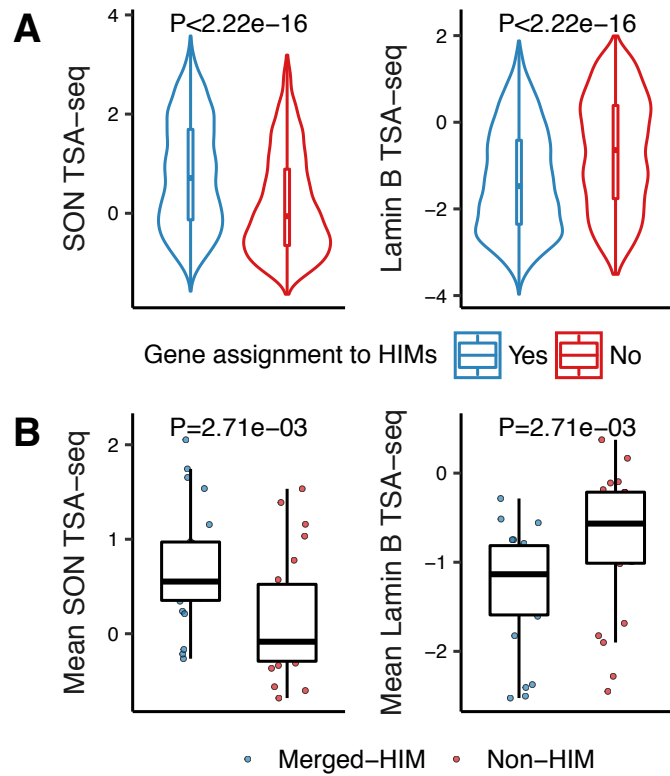 A
P<2.22e−16
P<2.22e−16
SON TSA−seq
4
2
0
Lamin B TSA−seq
2
0
−2
−4
Gene assignment to HIMs Yes No
B
P=2.71e−03
P=2.71e−03
Mean SON TSA−seq
2
1
0
Mean Lamin B TSA−seq
0
−1
−2
Merged−HIM Non−HIM